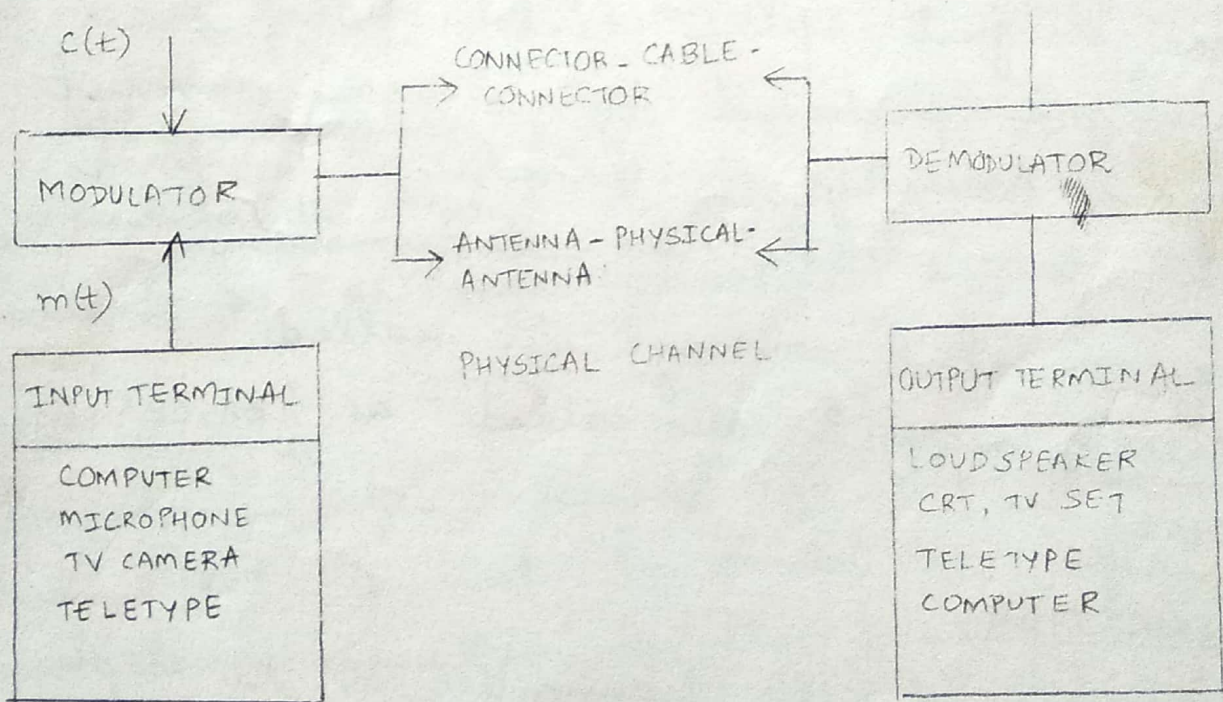 c(t)
CONNECTOR - CABLE -
CONNECTOR
MODULATOR
DEMODULATOR
ANTENNA - PHYSICAL -
ANTENNA
m(t)
PHYSICAL CHANNEL
INPUT TERMINAL
COMPUTER
MICROPHONE
TV CAMERA
TELETYPE
OUTPUT TERMINAL
LOUDSPEAKER
CRT, TV SET
TELETYPE
COMPUTER